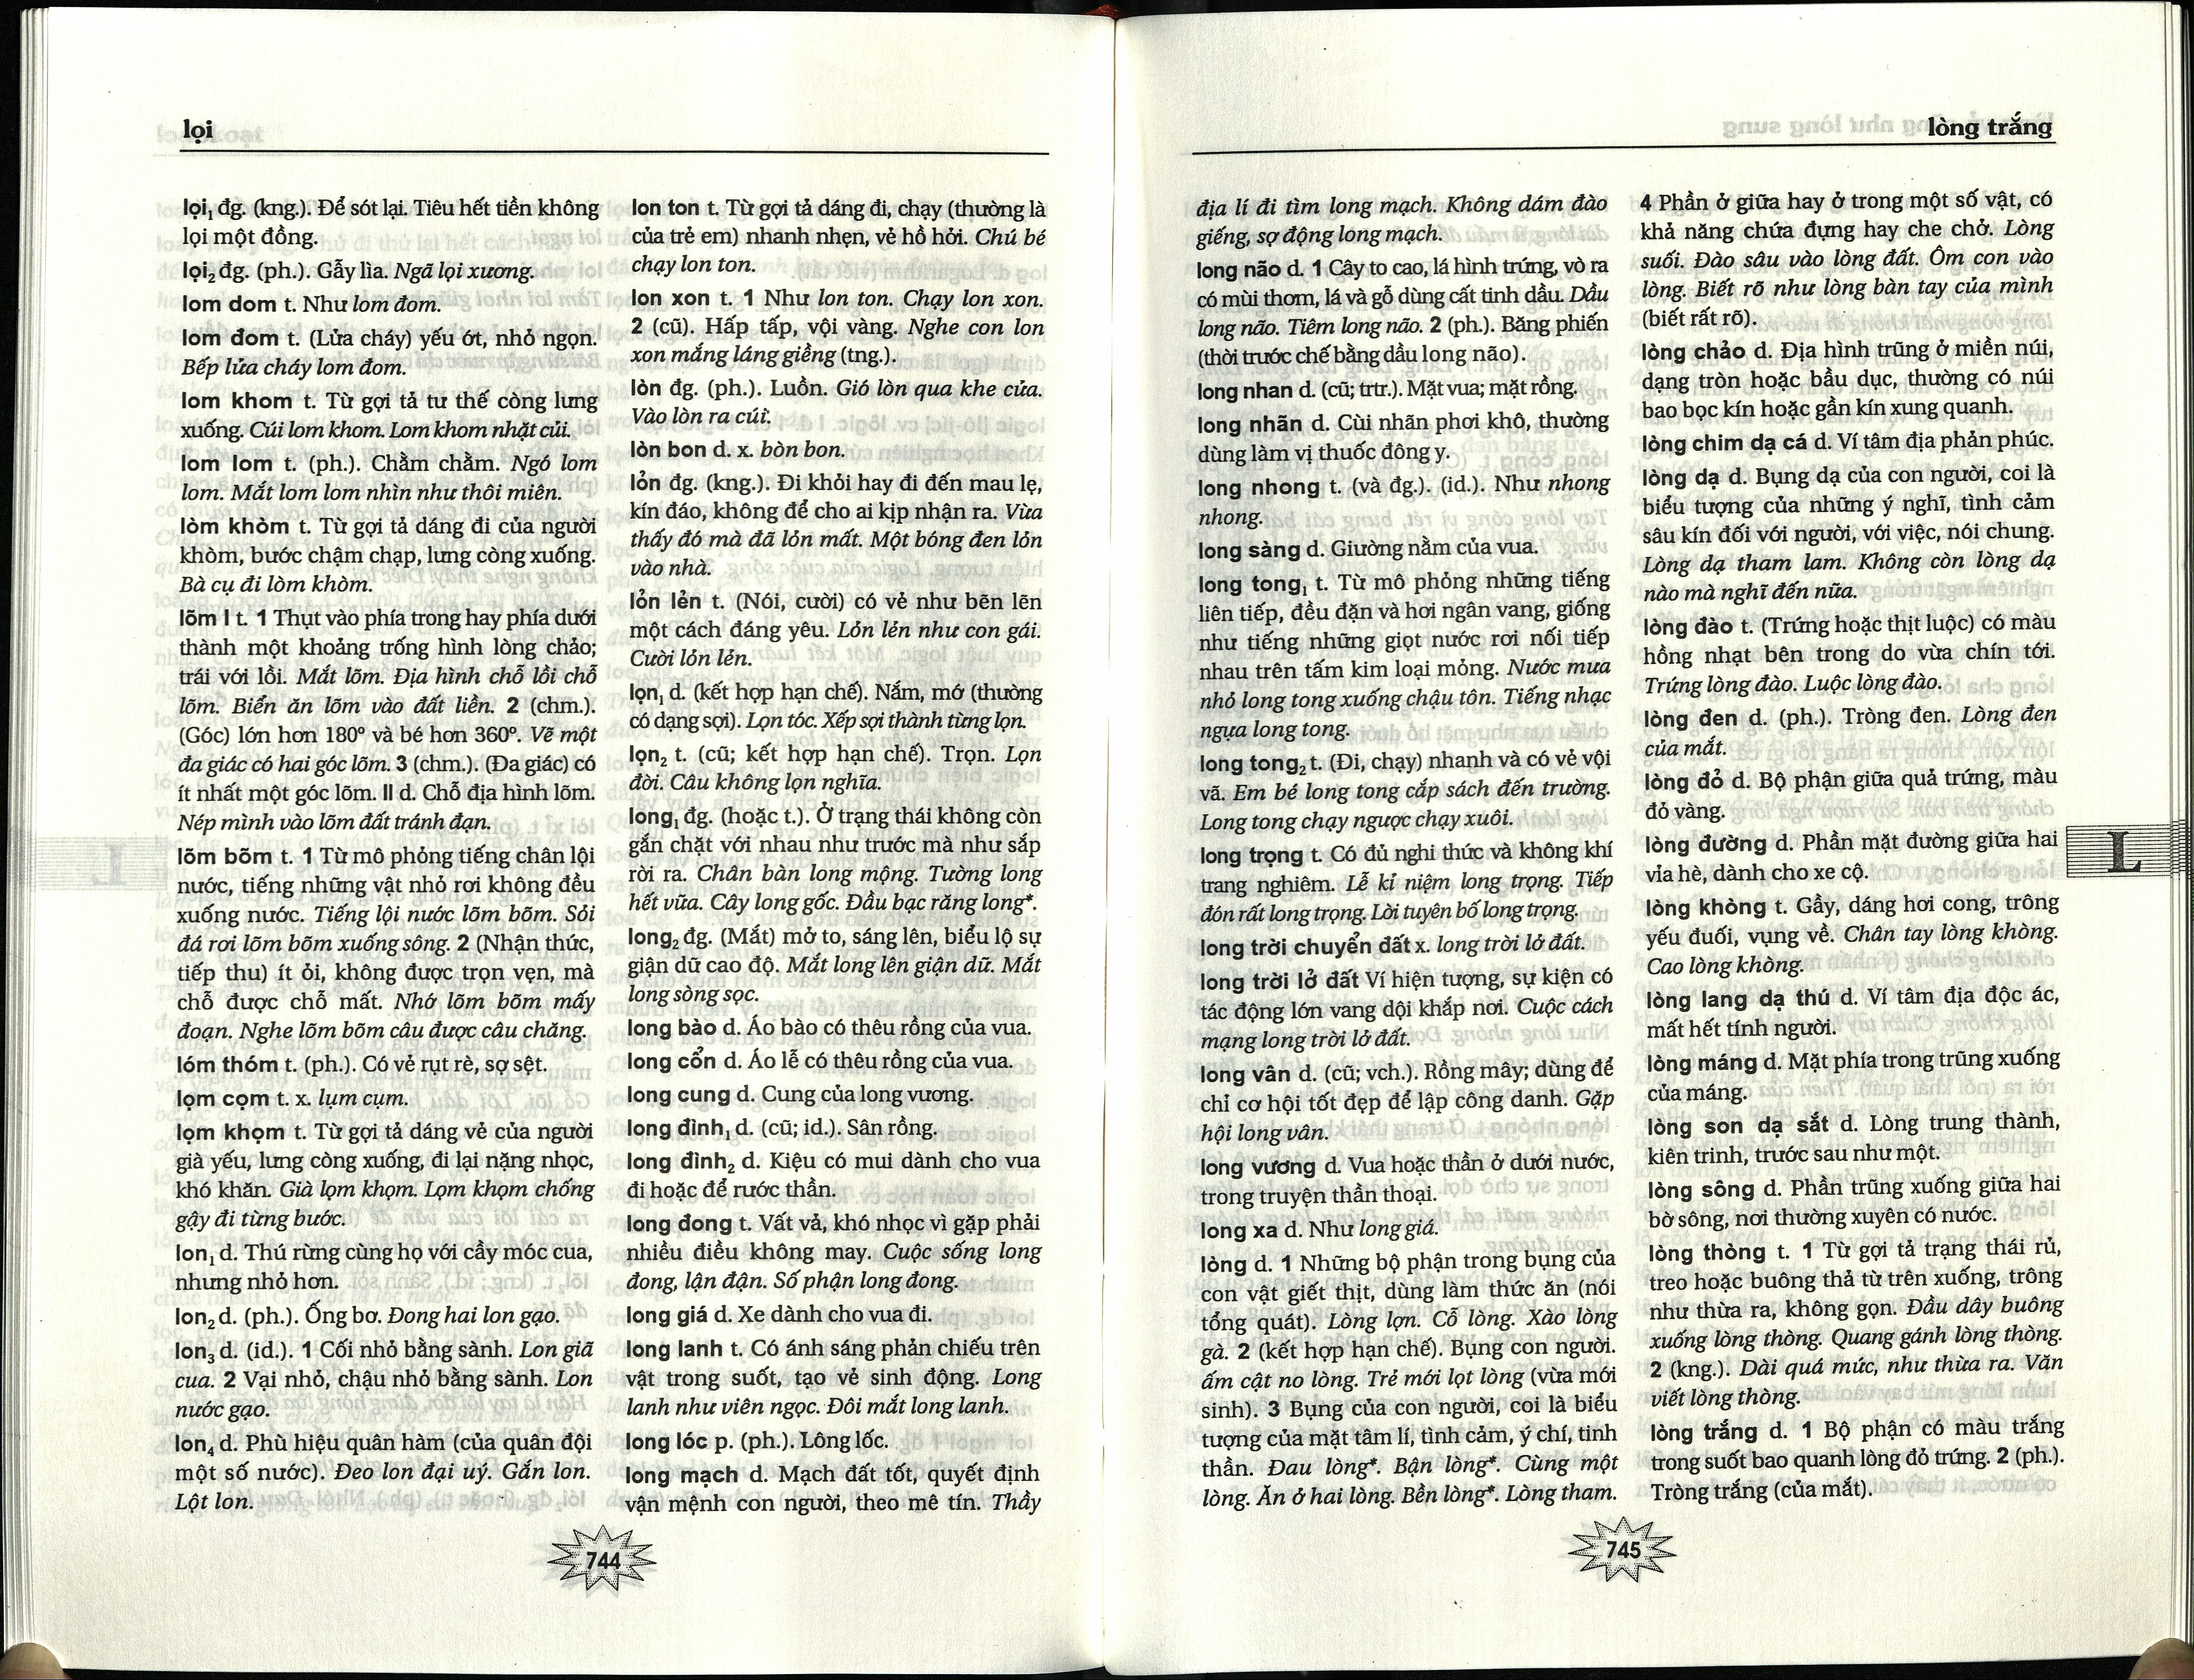 lọi
lọi₁ đg. (kng.). Để sót lại. Tiêu hết tiền không
lọi một đồng.
lọi₂ đg. (ph.). Gẫy lìa. Ngã lọi xương.
lom dom t. Như lom đom.
lom đom t. (Lửa cháy) yếu ớt, nhỏ ngọn.
Bếp lửa cháy lom đom.
lom khom t. Từ gợi tả tư thế còng lưng
xuống. Cúi lom khom. Lom khom nhặt củi.
lom lom t. (ph.). Chằm chằm. Ngó lom
lom. Mắt lom lom nhìn như thôi miên.
lòm khòm t. Từ gợi tả dáng đi của người
khòm, bước chậm chạp, lưng còng xuống.
Bà cụ đi lòm khòm.
lõm I t. 1 Thụt vào phía trong hay phía dưới
thành một khoảng trống hình lòng chảo;
trái với lồi. Mắt lõm. Địa hình chỗ lồi chỗ
lõm. Biển ăn lõm vào đất liền. 2 (chm.).
(Góc) lớn hơn 180° và bé hơn 360°. Vẽ một
đa giác có hai góc lõm. 3 (chm.). (Đa giác) có
ít nhất một góc lõm. II d. Chỗ địa hình lõm.
Nép mình vào lõm đất tránh đạn.
lõm bõm t. 1 Từ mô phỏng tiếng chân lội
nước, tiếng những vật nhỏ rơi không đều
xuống nước. Tiếng lội nước lõm bõm. Sỏi
đá rơi lõm bõm xuống sông. 2 (Nhận thức,
tiếp thu) ít ỏi, không được trọn vẹn, mà
chỗ được chỗ mất. Nhớ lõm bõm mấy
đoạn. Nghe lõm bõm câu được câu chăng.
lóm thóm t. (ph.). Có vẻ rụt rè, sợ sệt.
lọm cọm t. x. lụm cụm.
lọm khọm t. Từ gợi tả dáng vẻ của người
già yếu, lưng còng xuống, đi lại nặng nhọc,
khó khăn. Già lọm khọm. Lọm khọm chống
gậy đi từng bước.
lon₁ d. Thú rừng cùng họ với cầy móc cua,
nhưng nhỏ hơn.
lon₂ d. (ph.). Ống bơ. Đong hai lon gạo.
lon₃ d. (id.). 1 Cối nhỏ bằng sành. Lon giã
cua. 2 Vại nhỏ, chậu nhỏ bằng sành. Lon
nước gạo.
lon₄ d. Phù hiệu quân hàm (của quân đội
một số nước). Đeo lon đại uý. Gắn lon.
Lột lon.
lon ton t. Từ gợi tả dáng đi, chạy (thường là
của trẻ em) nhanh nhẹn, vẻ hồ hởi. Chú bé
chạy lon ton.
lon xon t. 1 Như lon ton. Chạy lon xon.
2 (cũ). Hấp tấp, vội vàng. Nghe con lon
xon mắng láng giềng (tng.).
lòn đg. (ph.). Luồn. Gió lòn qua khe cửa.
Vào lòn ra cúi.
lòn bon d. x. bòn bon.
lỏn đg. (kng.). Đi khỏi hay đi đến mau lẹ,
kín đáo, không để cho ai kịp nhận ra. Vừa
thấy đó mà đã lỏn mất. Một bóng đen lỏn
vào nhà.
lỏn lẻn t. (Nói, cười) có vẻ như bẽn lẽn
một cách đáng yêu. Lỏn lẻn như con gái.
Cười lỏn lẻn.
lọn₁ d. (kết hợp hạn chế). Nắm, mớ (thường
có dạng sợi). Lọn tóc. Xếp sợi thành từng lọn.
lọn₂ t. (cũ; kết hợp hạn chế). Trọn. Lọn
đời. Câu không lọn nghĩa.
long₁ đg. (hoặc t.). Ở trạng thái không còn
gắn chặt với nhau như trước mà như sắp
rời ra. Chân bàn long mộng. Tường long
hết vữa. Cây long gốc. Đầu bạc răng long*.
long₂ đg. (Mắt) mở to, sáng lên, biểu lộ sự
giận dữ cao độ. Mắt long lên giận dữ. Mắt
long sòng sọc.
long bào d. Áo bào có thêu rồng của vua.
long cổn d. Áo lễ có thêu rồng của vua.
long cung d. Cung của long vương.
long đình₁ d. (cũ; id.). Sân rồng.
long đình₂ d. Kiệu có mui dành cho vua
đi hoặc để rước thần.
long đong t. Vất vả, khó nhọc vì gặp phải
nhiều điều không may. Cuộc sống long
đong, lận đận. Số phận long đong.
long giá d. Xe dành cho vua đi.
long lanh t. Có ánh sáng phản chiếu trên
vật trong suốt, tạo vẻ sinh động. Long
lanh như viên ngọc. Đôi mắt long lanh.
long lóc p. (ph.). Lông lốc.
long mạch d. Mạch đất tốt, quyết định
vận mệnh con người, theo mê tín. Thầy
744
lòng trắng
địa lí đi tìm long mạch. Không dám đào
giếng, sợ động long mạch.
long não d. 1 Cây to cao, lá hình trứng, vò ra
có mùi thơm, lá và gỗ dùng cất tinh dầu. Dầu
long não. Tiêm long não. 2 (ph.). Băng phiến
(thời trước chế bằng dầu long não).
long nhan d. (cũ; trtr.). Mặt vua; mặt rồng.
long nhãn d. Cùi nhãn phơi khô, thường
dùng làm vị thuốc đông y.
long nhong t. (và đg.). (id.). Như nhong
nhong.
long sàng d. Giường nằm của vua.
long tong₁ t. Từ mô phỏng những tiếng
liên tiếp, đều đặn và hơi ngân vang, giống
như tiếng những giọt nước rơi nối tiếp
nhau trên tấm kim loại mỏng. Nước mưa
nhỏ long tong xuống chậu tôn. Tiếng nhạc
ngựa long tong.
long tong₂ t. (Đi, chạy) nhanh và có vẻ vội
vã. Em bé long tong cắp sách đến trường.
Long tong chạy ngược chạy xuôi.
long trọng t. Có đủ nghi thức và không khí
trang nghiêm. Lễ kỉ niệm long trọng. Tiếp
đón rất long trọng. Lời tuyên bố long trọng.
long trời chuyển đất x. long trời lở đất.
long trời lở đất Ví hiện tượng, sự kiện có
tác động lớn vang dội khắp nơi. Cuộc cách
mạng long trời lở đất.
long vân d. (cũ; vch.). Rồng mây; dùng để
chỉ cơ hội tốt đẹp để lập công danh. Gặp
hội long vân.
long vương d. Vua hoặc thần ở dưới nước,
trong truyện thần thoại.
long xa d. Như long giá.
lòng d. 1 Những bộ phận trong bụng của
con vật giết thịt, dùng làm thức ăn (nói
tổng quát). Lòng lợn. Cỗ lòng. Xào lòng
gà. 2 (kết hợp hạn chế). Bụng con người.
ấm cật no lòng. Trẻ mới lọt lòng (vừa mới
sinh). 3 Bụng của con người, coi là biểu
tượng của mặt tâm lí, tình cảm, ý chí, tinh
thần. Đau lòng*. Bận lòng*. Cùng một
lòng. Ăn ở hai lòng. Bền lòng*. Lòng tham.
4 Phần ở giữa hay ở trong một số vật, có
khả năng chứa đựng hay che chở. Lòng
suối. Đào sâu vào lòng đất. Ôm con vào
lòng. Biết rõ như lòng bàn tay của mình
(biết rất rõ).
lòng chảo d. Địa hình trũng ở miền núi,
dạng tròn hoặc bầu dục, thường có núi
bao bọc kín hoặc gần kín xung quanh.
lòng chim dạ cá d. Ví tâm địa phản phúc.
lòng dạ d. Bụng dạ của con người, coi là
biểu tượng của những ý nghĩ, tình cảm
sâu kín đối với người, với việc, nói chung.
Lòng dạ tham lam. Không còn lòng dạ
nào mà nghĩ đến nữa.
lòng đào t. (Trứng hoặc thịt luộc) có màu
hồng nhạt bên trong do vừa chín tới.
Trứng lòng đào. Luộc lòng đào.
lòng đen d. (ph.). Tròng đen. Lòng đen
của mắt.
lòng đỏ d. Bộ phận giữa quả trứng, màu
đỏ vàng.
lòng đường d. Phần mặt đường giữa hai
vỉa hè, dành cho xe cộ.
lòng khòng t. Gầy, dáng hơi cong, trông
yếu đuối, vụng về. Chân tay lòng khòng.
Cao lòng khòng.
lòng lang dạ thú d. Ví tâm địa độc ác,
mất hết tính người.
lòng máng d. Mặt phía trong trũng xuống
của máng.
lòng son dạ sắt d. Lòng trung thành,
kiên trinh, trước sau như một.
lòng sông d. Phần trũng xuống giữa hai
bờ sông, nơi thường xuyên có nước.
lòng thòng t. 1 Từ gợi tả trạng thái rủ,
treo hoặc buông thả từ trên xuống, trông
như thừa ra, không gọn. Đầu dây buông
xuống lòng thòng. Quang gánh lòng thòng.
2 (kng.). Dài quá mức, như thừa ra. Văn
viết lòng thòng.
lòng trắng d. 1 Bộ phận có màu trắng
trong suốt bao quanh lòng đỏ trứng. 2 (ph.).
Tròng trắng (của mắt).
L
745